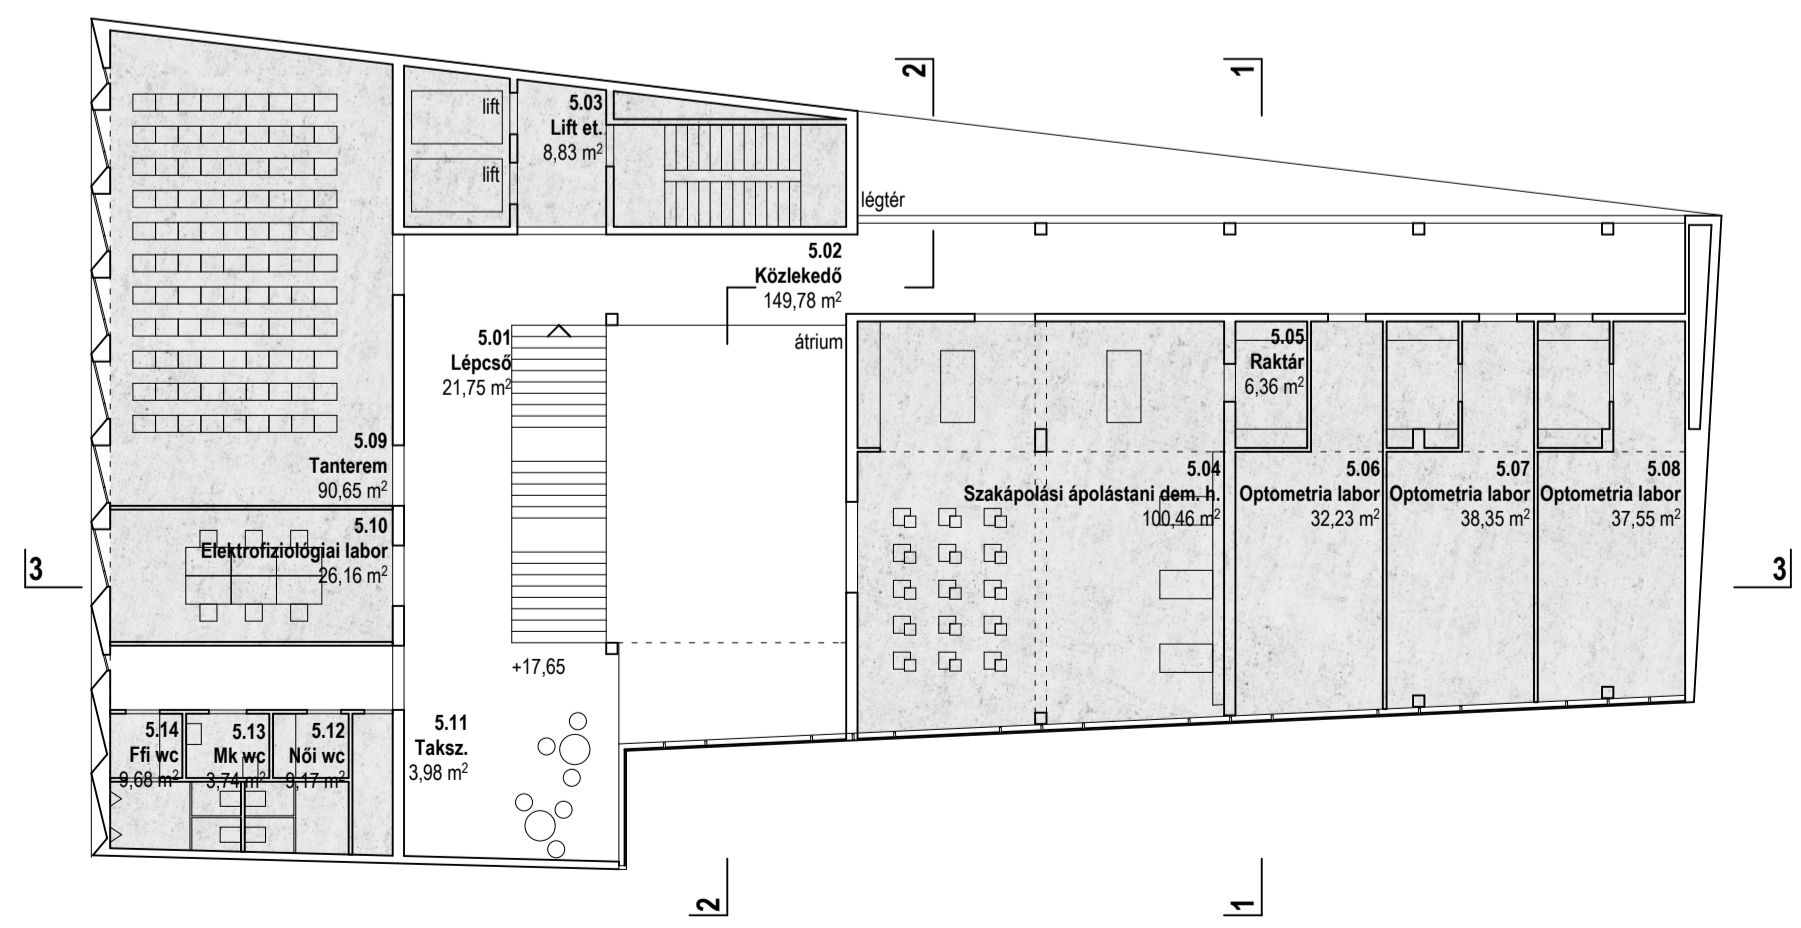 2
1
lift
5.03
Lift et.
8,83 m²
lift
légtér
5.02
Közlekedő
149,78 m²
5.01
Lépcső
21,75 m²
átrium
5.05
Raktár
6,36 m²
5.09
Tanterem
90,65 m²
5.04
Szakápolási ápolástani dem. h.
100,46 m²
5.06
Optometria labor
32,23 m²
5.07
Optometria labor
38,35 m²
5.08
Optometria labor
37,55 m²
5.10
Elektrofiziológiai labor
26,16 m²
3
3
+17,65
5.14
Ffi wc
9,68 m²
5.13
Mk wc
3,74 m²
5.12
Női wc
9,17 m²
5.11
Taksz.
3,98 m²
2
1